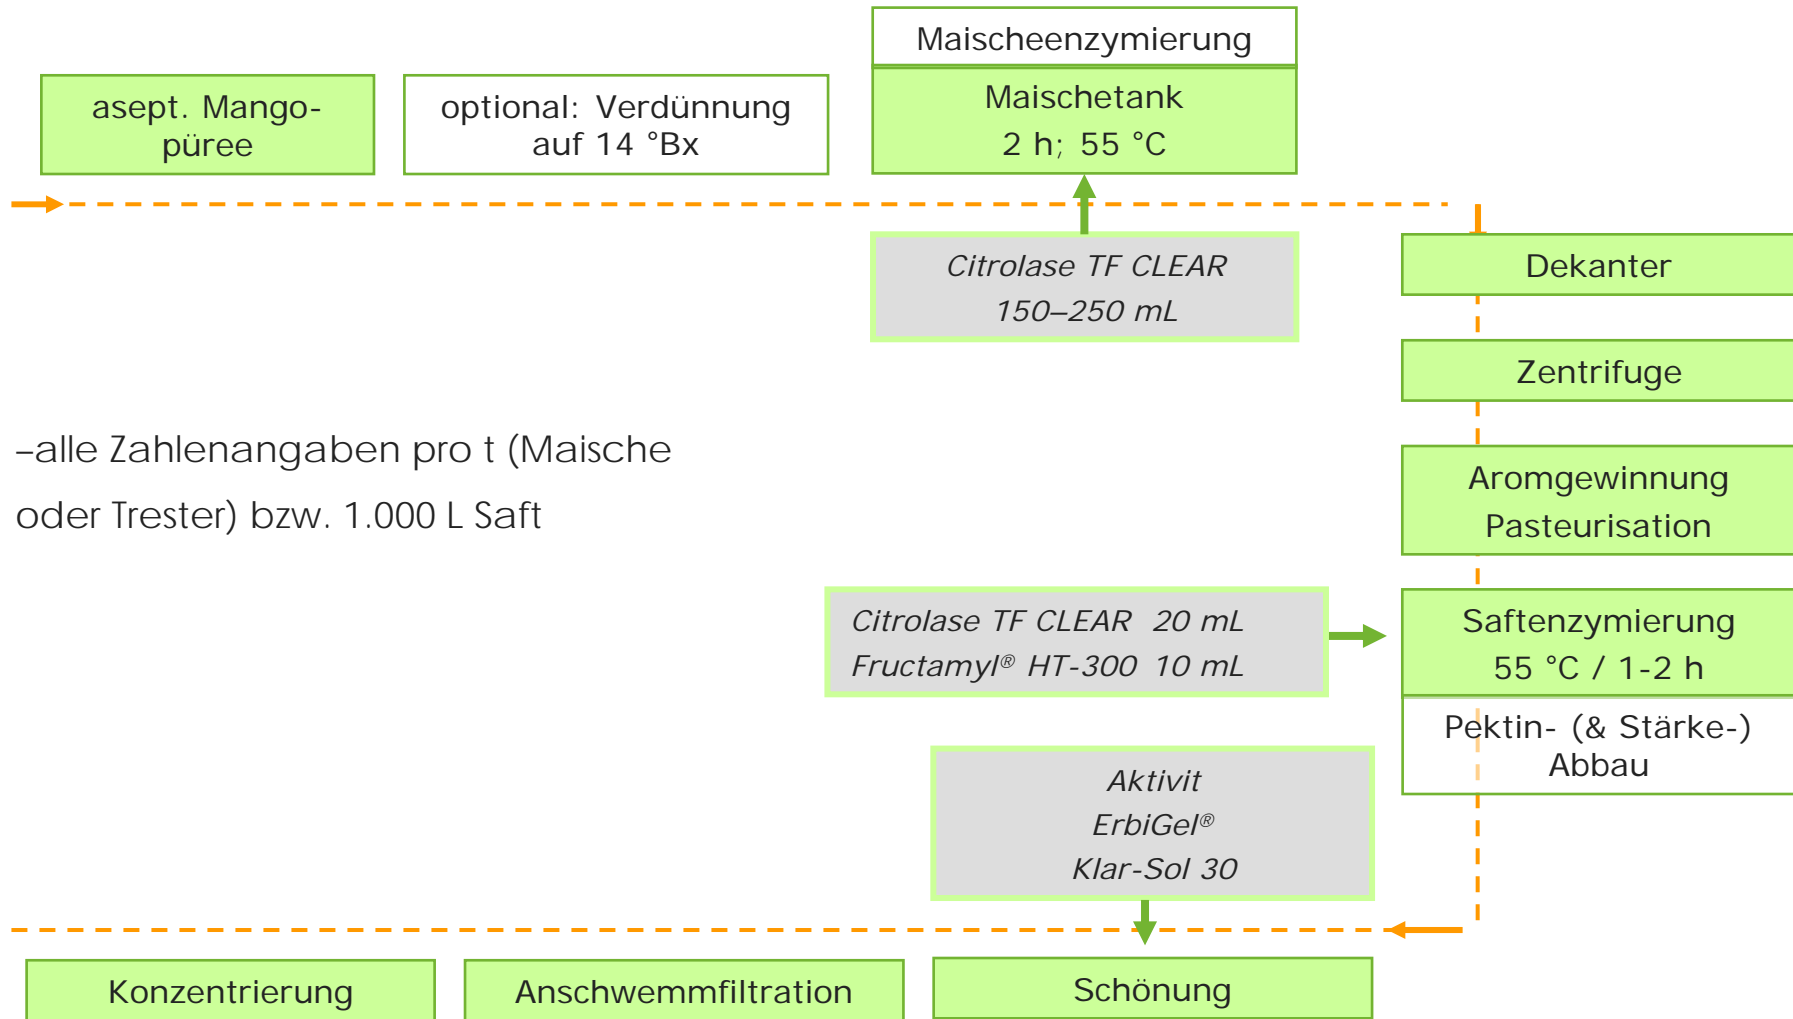 asept. Mango-
püree
optional: Verdünnung
auf 14 °Bx
Maischeenzymierung
Maischetank
2 h; 55 °C
Citrolase TF CLEAR
150–250 mL
Dekanter
Zentrifuge
–alle Zahlenangaben pro t (Maische
oder Trester) bzw. 1.000 L Saft
Aromgewinnung
Pasteurisation
Citrolase TF CLEAR 20 mL
Fructamyl® HT-300 10 mL
Saftenzymierung
55 °C / 1-2 h
Pektin- (& Stärke-)
Abbau
Aktivit
ErbiGel®
Klar-Sol 30
Schönung
Anschwemmfiltration
Konzentrierung